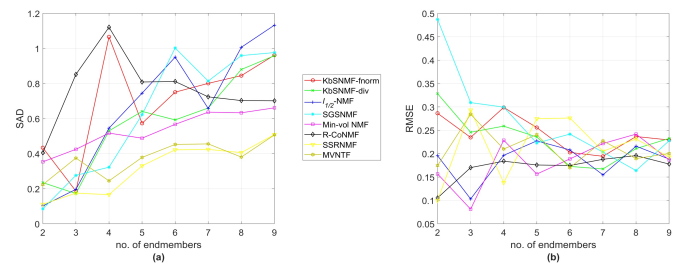 1.2
1
0.8
0.6
0.4
0.2
0
SAD
2 3 4 5 6 7 8 9
no. of endmembers
(a)
KbSNMF-fnorm
KbSNMF-div
l1/2-NMF
SGSNMF
Min-vol NMF
R-CoNMF
SSRNMF
MVNTF
0.5
0.45
0.4
0.35
0.3
0.25
0.2
0.15
0.1
0.05
RMSE
2 3 4 5 6 7 8 9
no. of endmembers
(b)